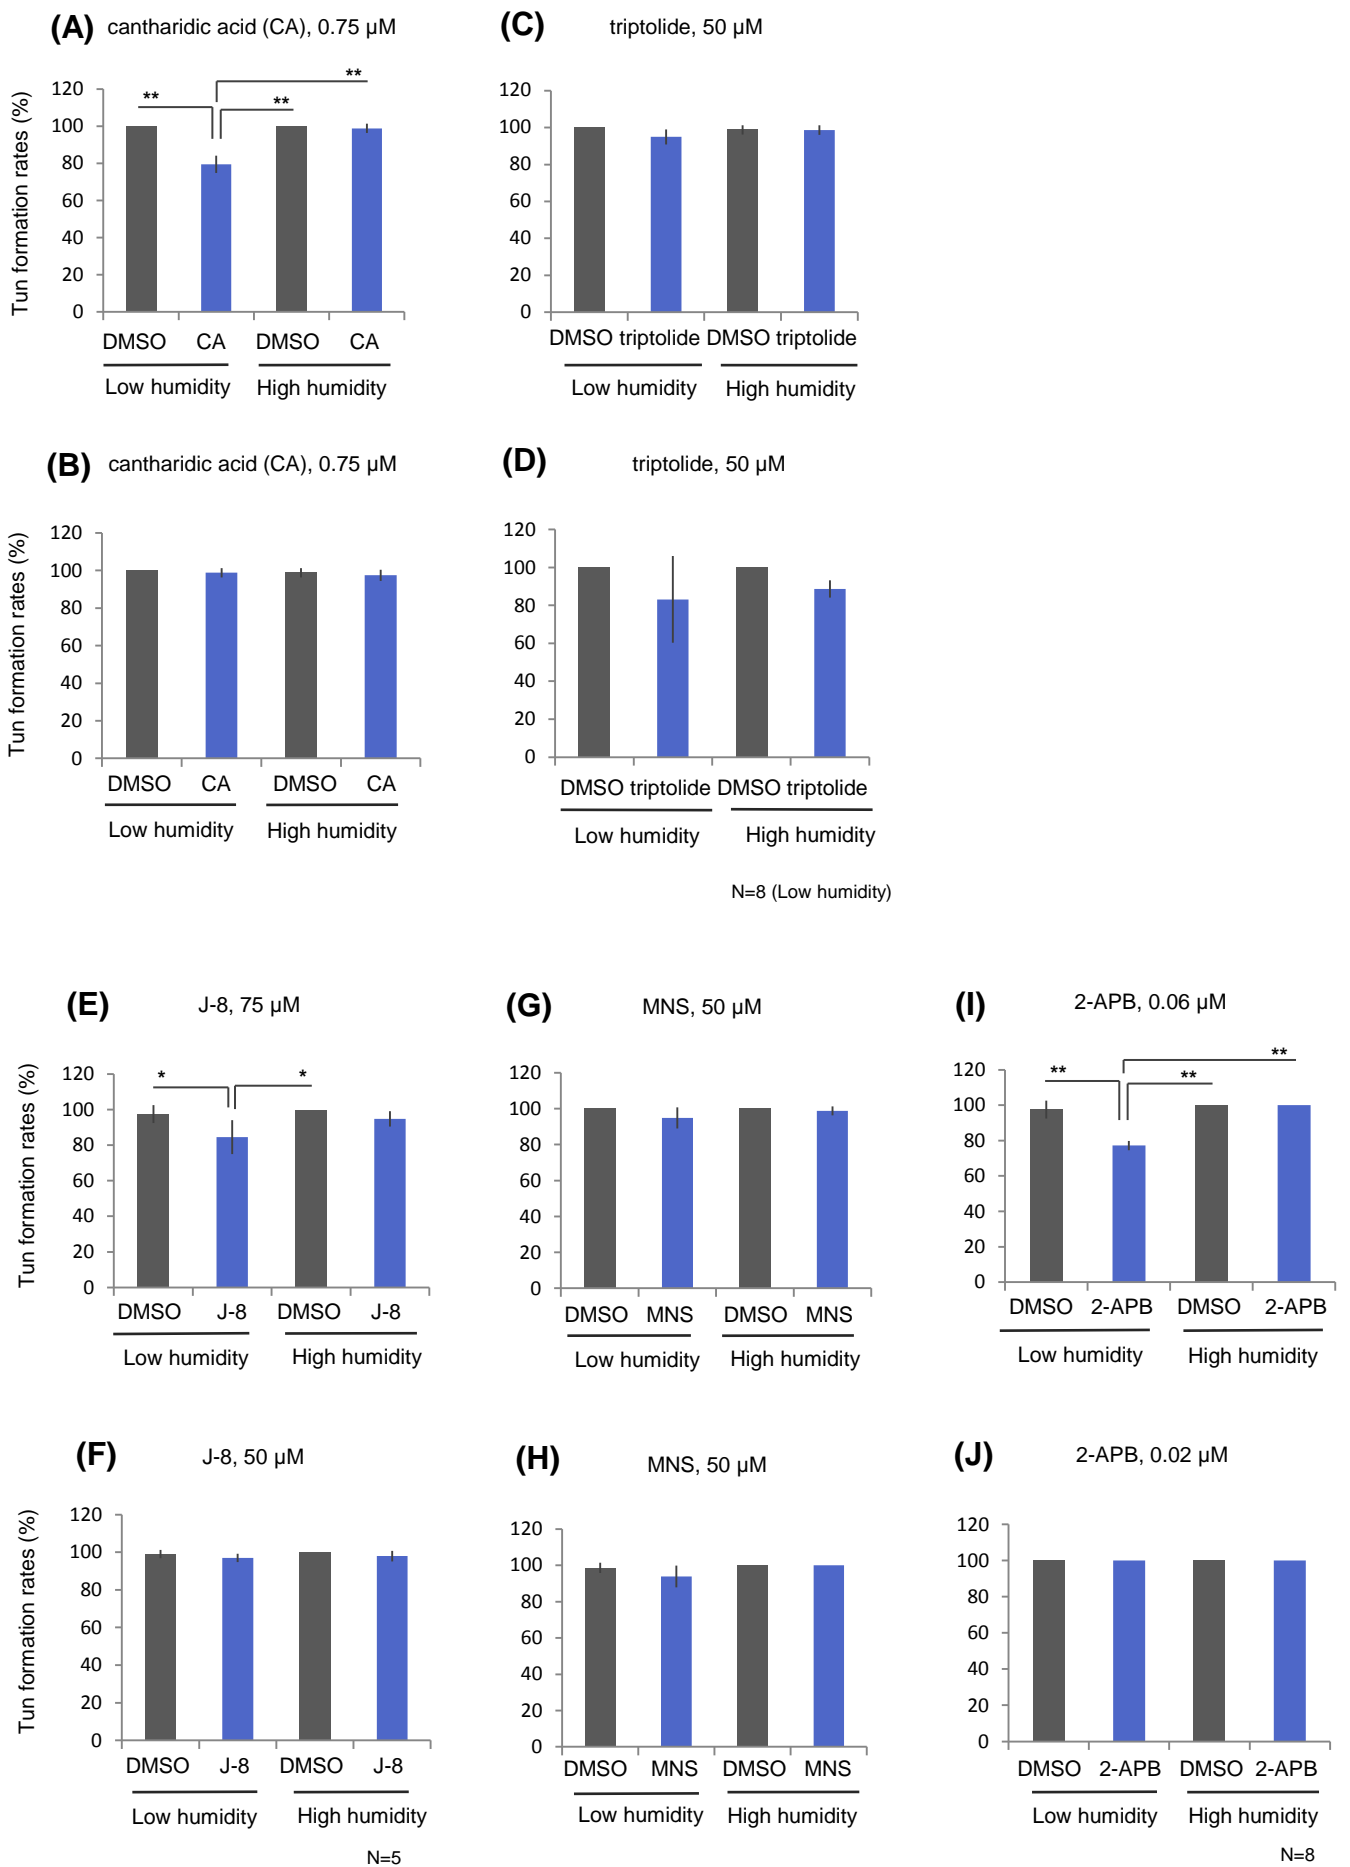 (A) cantharidic acid (CA), 0.75 µM
Tun formation rates (%)
120
100
80
60
40
20
0
** ** **
DMSO CA DMSO CA
Low humidity High humidity
(C) triptolide, 50 µM
120
100
80
60
40
20
0
DMSO triptolide DMSO triptolide
Low humidity High humidity
(B) cantharidic acid (CA), 0.75 µM
Tun formation rates (%)
120
100
80
60
40
20
0
DMSO CA DMSO CA
Low humidity High humidity
(D) triptolide, 50 µM
120
100
80
60
40
20
0
DMSO triptolide DMSO triptolide
Low humidity High humidity
N=8 (Low humidity)
(E) J-8, 75 µM
Tun formation rates (%)
120
100
80
60
40
20
0
* *
DMSO J-8 DMSO J-8
Low humidity High humidity
(G) MNS, 50 µM
120
100
80
60
40
20
0
DMSO MNS DMSO MNS
Low humidity High humidity
(I) 2-APB, 0.06 µM
120
100
80
60
40
20
0
** ** **
DMSO 2-APB DMSO 2-APB
Low humidity High humidity
(F) J-8, 50 µM
Tun formation rates (%)
120
100
80
60
40
20
0
DMSO J-8 DMSO J-8
Low humidity High humidity
N=5
(H) MNS, 50 µM
120
100
80
60
40
20
0
DMSO MNS DMSO MNS
Low humidity High humidity
(J) 2-APB, 0.02 µM
120
100
80
60
40
20
0
DMSO 2-APB DMSO 2-APB
Low humidity High humidity
N=8